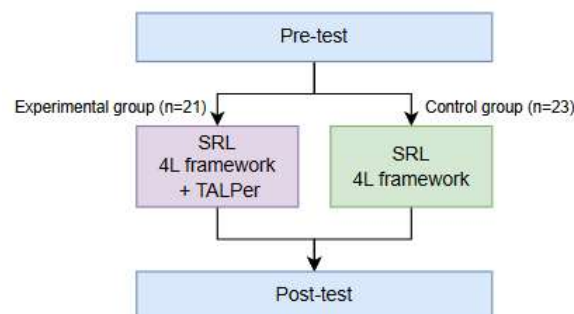 Pre-test
Experimental group (n=21)
Control group (n=23)
SRL
4L framework
+ TALPer
SRL
4L framework
Post-test